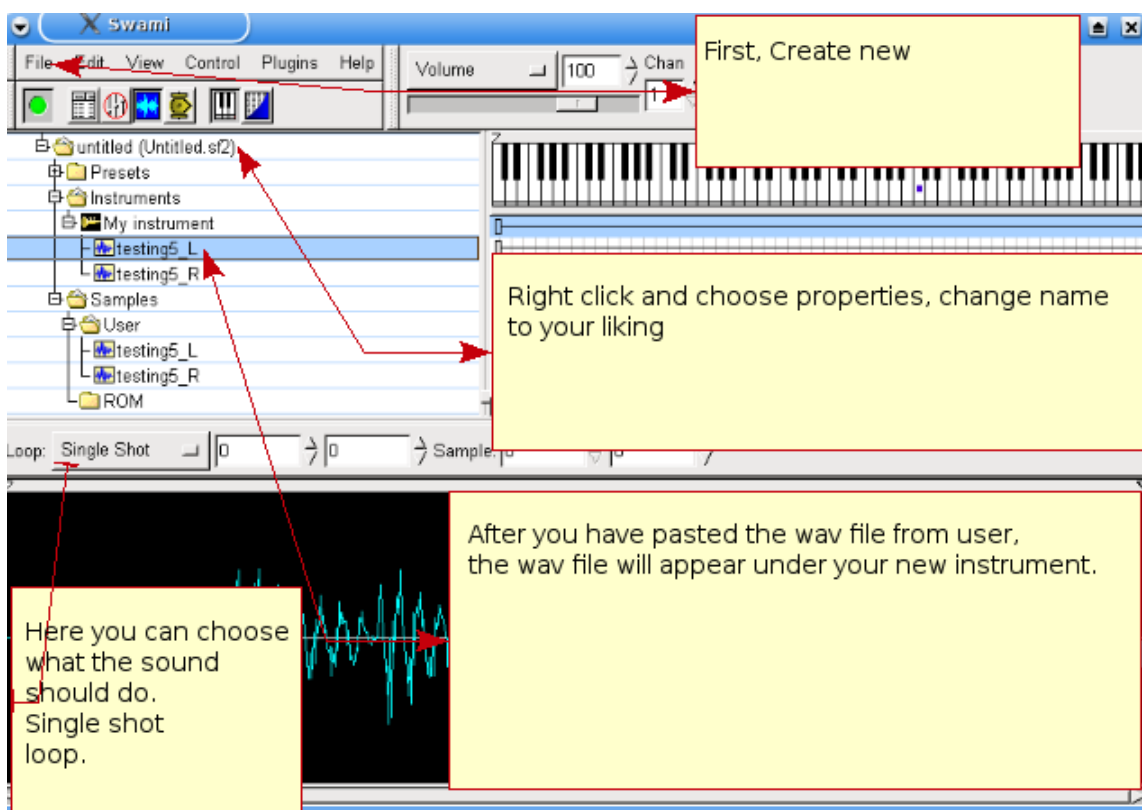 Swami
First, Create new
File Edit View Control Plugins Help
Volume 100 Chan
1
untitled (Untitled.sf2)
Presets
Instruments
My instrument
testing5_L
testing5_R
Samples
User
testing5_L
testing5_R
ROM
Right click and choose properties, change name
to your liking
Loop: Single Shot 0 0 Sample: 0 0
After you have pasted the wav file from user,
the wav file will appear under your new instrument.
Here you can choose
what the sound
should do.
Single shot
loop.